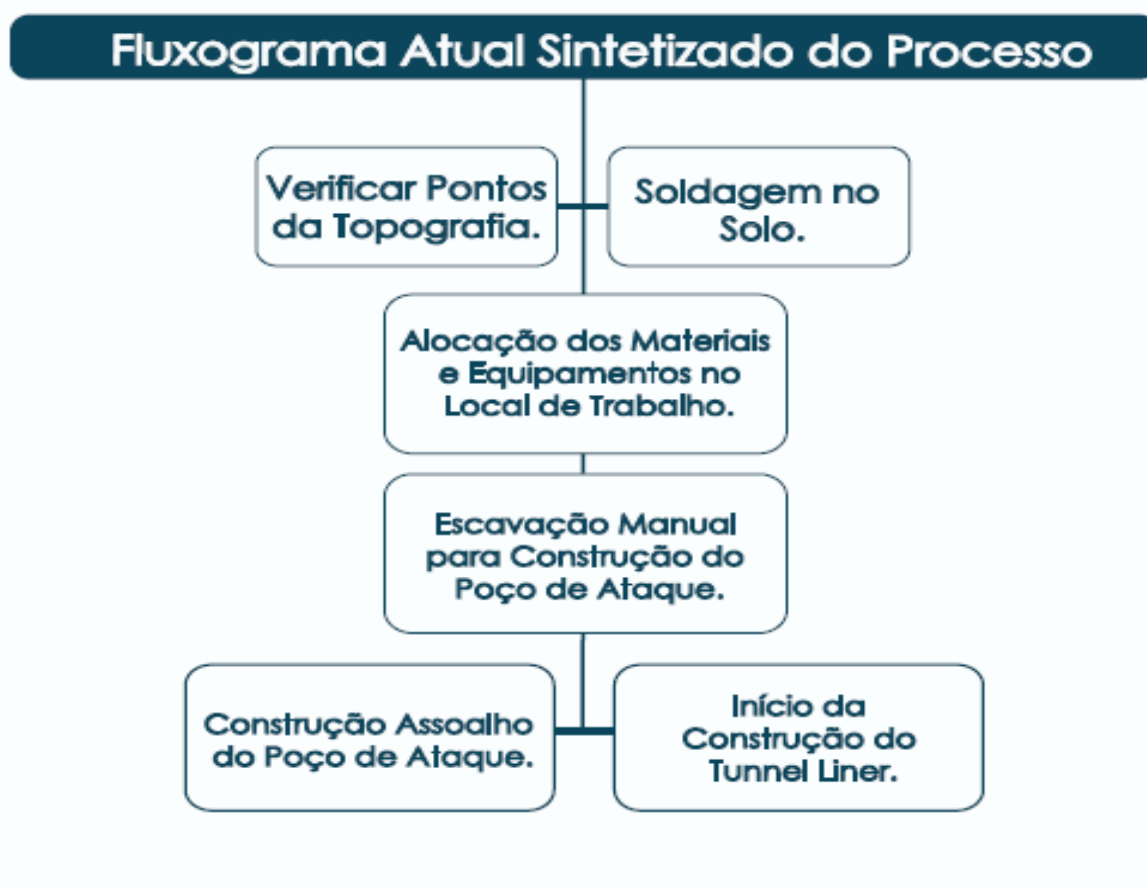 Fluxograma Atual Sintetizado do Processo
Verificar Pontos
da Topografia.
Soldagem no
Solo.
Alocação dos Materiais
e Equipamentos no
Local de Trabalho.
Escavação Manual
para Construção do
Poço de Ataque.
Construção Assoalho
do Poço de Ataque.
Início da
Construção do
Tunnel Liner.